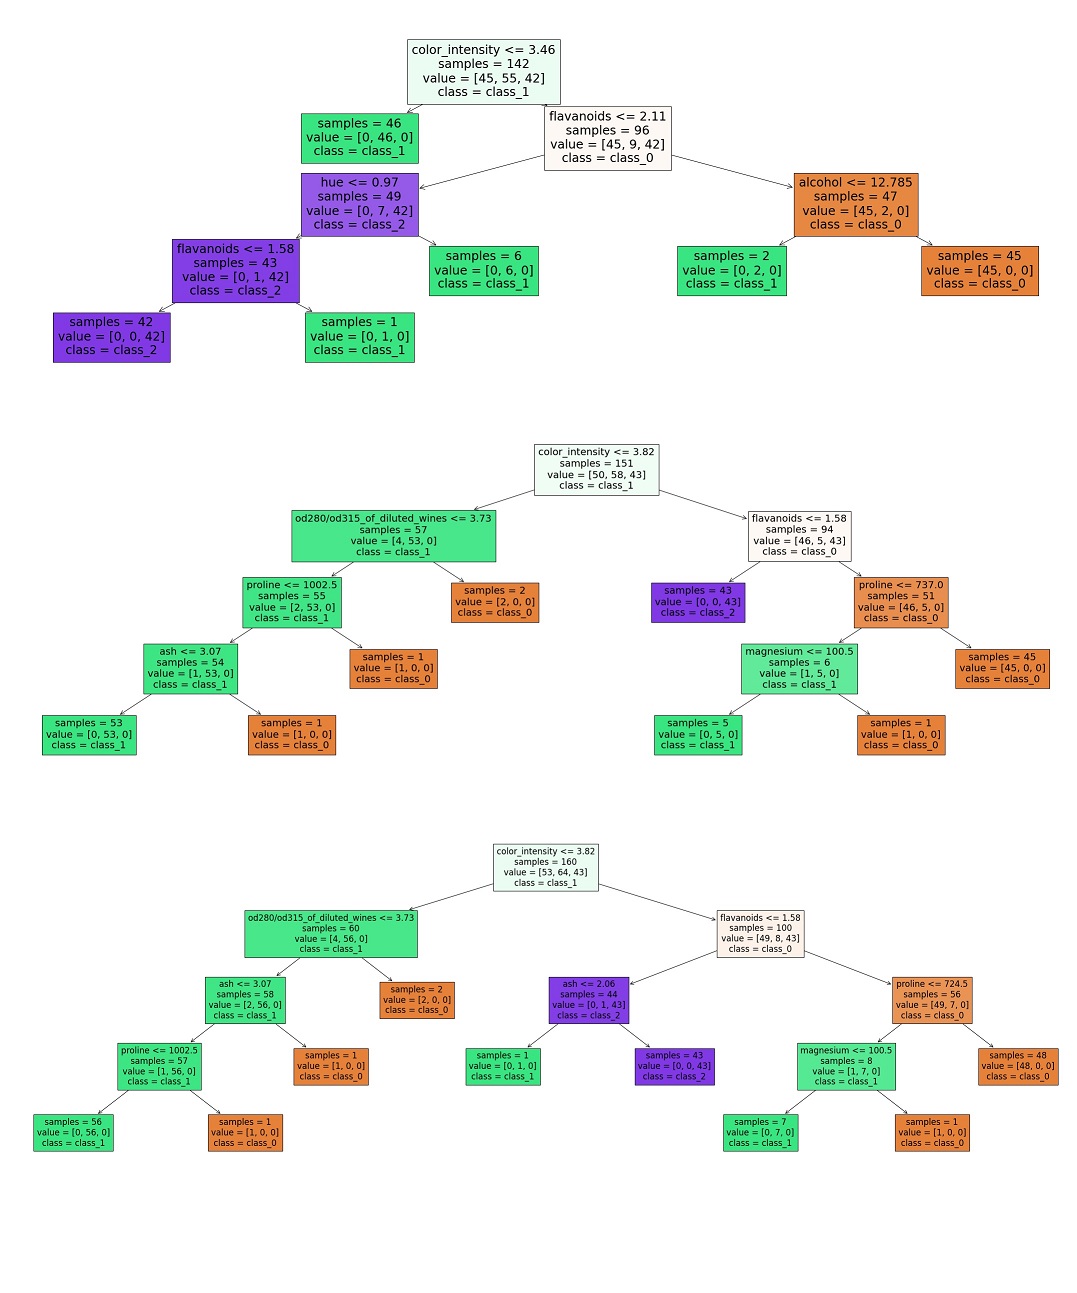 color_intensity <= 3.46
samples = 142
value = [45, 55, 42]
class = class_1
samples = 46
value = [0, 46, 0]
class = class_1
flavanoids <= 2.11
samples = 96
value = [45, 9, 42]
class = class_0
hue <= 0.97
samples = 49
value = [0, 7, 42]
class = class_2
alcohol <= 12.785
samples = 47
value = [45, 2, 0]
class = class_0
flavanoids <= 1.58
samples = 43
value = [0, 1, 42]
class = class_2
samples = 6
value = [0, 6, 0]
class = class_1
samples = 2
value = [0, 2, 0]
class = class_1
samples = 45
value = [45, 0, 0]
class = class_0
samples = 42
value = [0, 0, 42]
class = class_2
samples = 1
value = [0, 1, 0]
class = class_1
color_intensity <= 3.82
samples = 151
value = [50, 58, 43]
class = class_1
od280/od315_of_diluted_wines <= 3.73
samples = 57
value = [4, 53, 0]
class = class_1
flavanoids <= 1.58
samples = 94
value = [46, 5, 43]
class = class_0
proline <= 1002.5
samples = 55
value = [2, 53, 0]
class = class_1
samples = 2
value = [2, 0, 0]
class = class_0
samples = 43
value = [0, 0, 43]
class = class_2
proline <= 737.0
samples = 51
value = [46, 5, 0]
class = class_0
ash <= 3.07
samples = 54
value = [1, 53, 0]
class = class_1
samples = 1
value = [1, 0, 0]
class = class_0
magnesium <= 100.5
samples = 6
value = [1, 5, 0]
class = class_1
samples = 45
value = [45, 0, 0]
class = class_0
samples = 53
value = [0, 53, 0]
class = class_1
samples = 1
value = [1, 0, 0]
class = class_0
samples = 5
value = [0, 5, 0]
class = class_1
samples = 1
value = [1, 0, 0]
class = class_0
color_intensity <= 3.82
samples = 160
value = [53, 64, 43]
class = class_1
od280/od315_of_diluted_wines <= 3.73
samples = 60
value = [4, 56, 0]
class = class_1
flavanoids <= 1.58
samples = 100
value = [49, 8, 43]
class = class_0
ash <= 3.07
samples = 58
value = [2, 56, 0]
class = class_1
samples = 2
value = [2, 0, 0]
class = class_0
ash <= 2.06
samples = 44
value = [0, 1, 43]
class = class_2
proline <= 724.5
samples = 56
value = [49, 7, 0]
class = class_0
proline <= 1002.5
samples = 57
value = [1, 56, 0]
class = class_1
samples = 1
value = [1, 0, 0]
class = class_0
samples = 1
value = [0, 1, 0]
class = class_1
samples = 43
value = [0, 0, 43]
class = class_2
magnesium <= 100.5
samples = 8
value = [1, 7, 0]
class = class_1
samples = 48
value = [48, 0, 0]
class = class_0
samples = 56
value = [0, 56, 0]
class = class_1
samples = 1
value = [1, 0, 0]
class = class_0
samples = 7
value = [0, 7, 0]
class = class_1
samples = 1
value = [1, 0, 0]
class = class_0